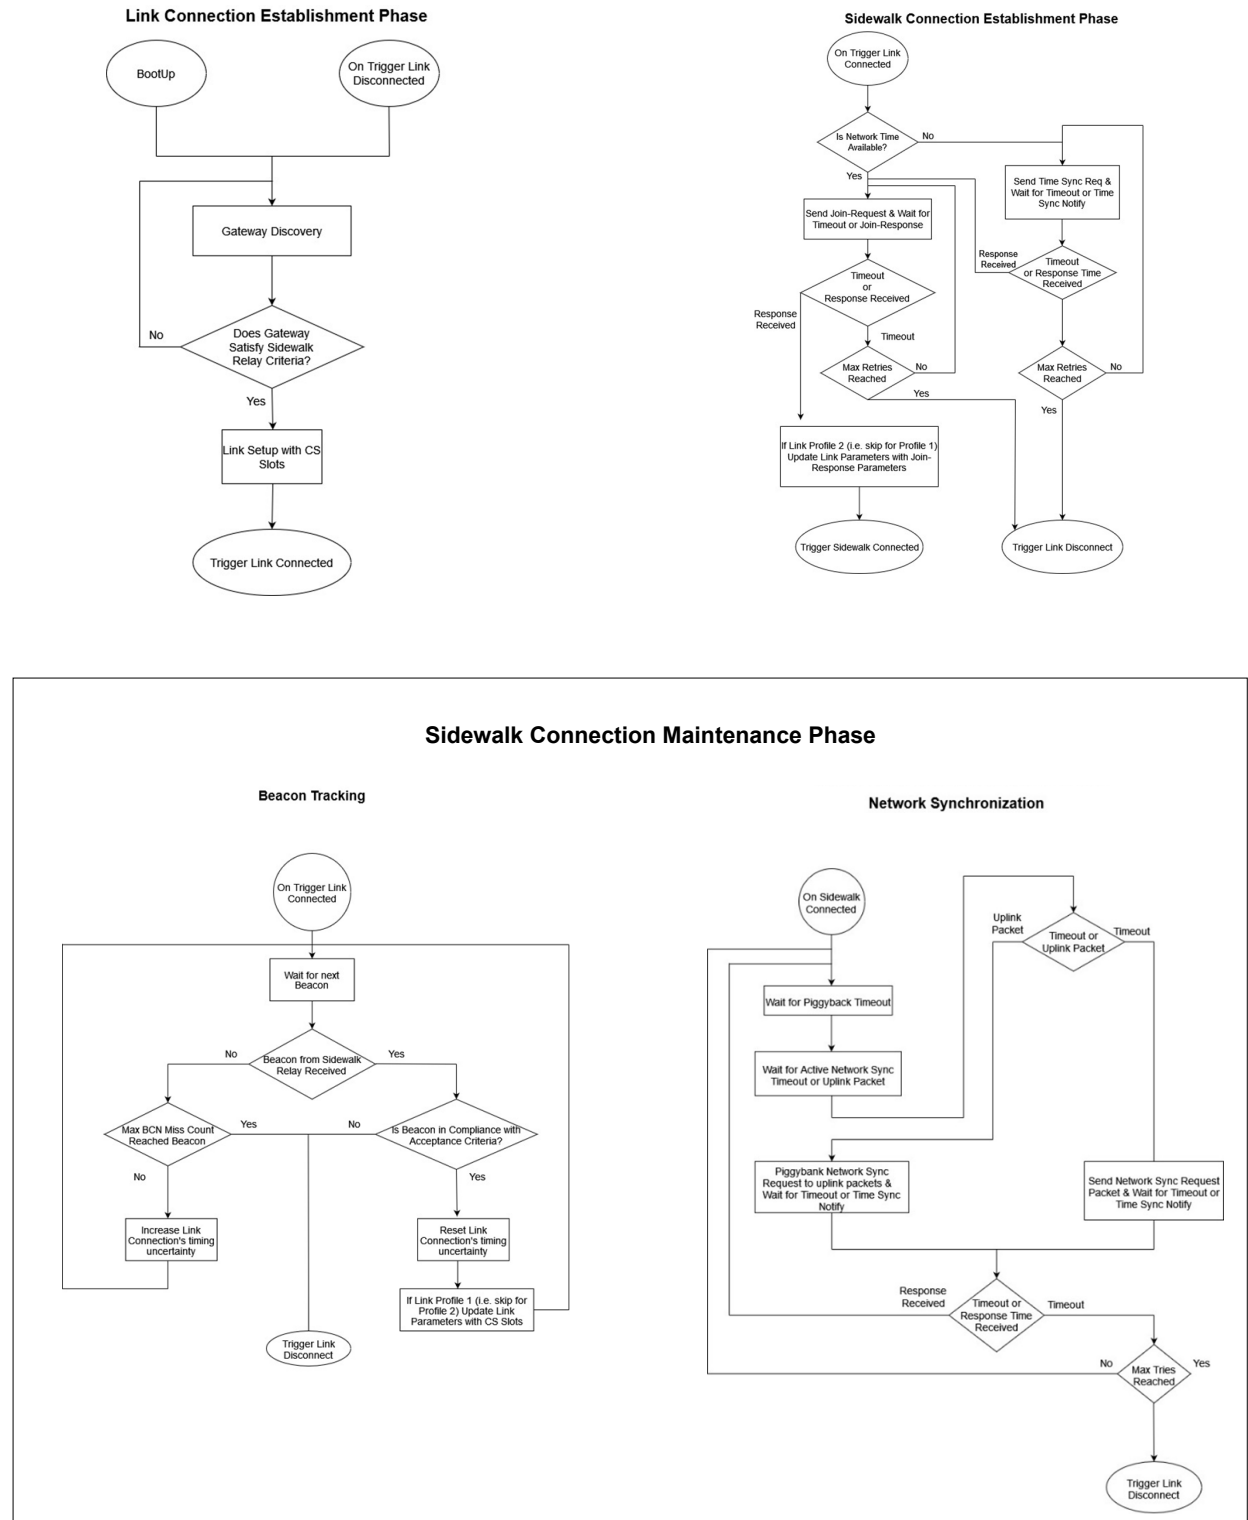 Link Connection Establishment Phase
BootUp
On Trigger Link
Disconnected
Gateway Discovery
No
Does Gateway
Satisfy Sidewalk
Relay Criteria?
Yes
Link Setup with CS
Slots
Trigger Link Connected
Sidewalk Connection Establishment Phase
On Trigger Link
Connected
Is Network Time
Available?
No
Yes
Send Time Sync Req &
Wait for Timeout or Time
Sync Notify
Send Join-Request & Wait for
Timeout or Join-Response
Response
Received
Timeout
or Response Time
Received
Timeout
or
Response Received
Response
Received
Timeout
Max Retries
Reached
No
Yes
Max Retries
Reached
No
Yes
If Link Profile 2 (i.e. skip for Profile 1)
Update Link Parameters with Join-
Response Parameters
Trigger Sidewalk Connected
Trigger Link Disconnect
Sidewalk Connection Maintenance Phase
Beacon Tracking
On Trigger Link
Connected
Wait for next
Beacon
No
Beacon from Sidewalk
Relay Received
Yes
Max BCN Miss Count
Reached Beacon
Yes
No
Is Beacon in Compliance with
Acceptance Criteria?
No
Yes
Increase Link
Connection's timing
uncertainty
Reset Link
Connection's timing
uncertainty
If Link Profile 1 (i.e. skip for
Profile 2) Update Link
Parameters with CS Slots
Trigger Link
Disconnect
Network Synchronization
On Sidewalk
Connected
Uplink
Packet
Timeout or
Uplink Packet
Timeout
Wait for Piggyback Timeout
Wait for Active Network Sync
Timeout or Uplink Packet
Piggybank Network Sync
Request to uplink packets &
Wait for Timeout or Time Sync
Notify
Send Network Sync Request
Packet & Wait for Timeout or
Time Sync Notify
Response
Received
Timeout or
Response Time
Received
Timeout
No
Max Tries
Reached
Yes
Trigger Link
Disconnect